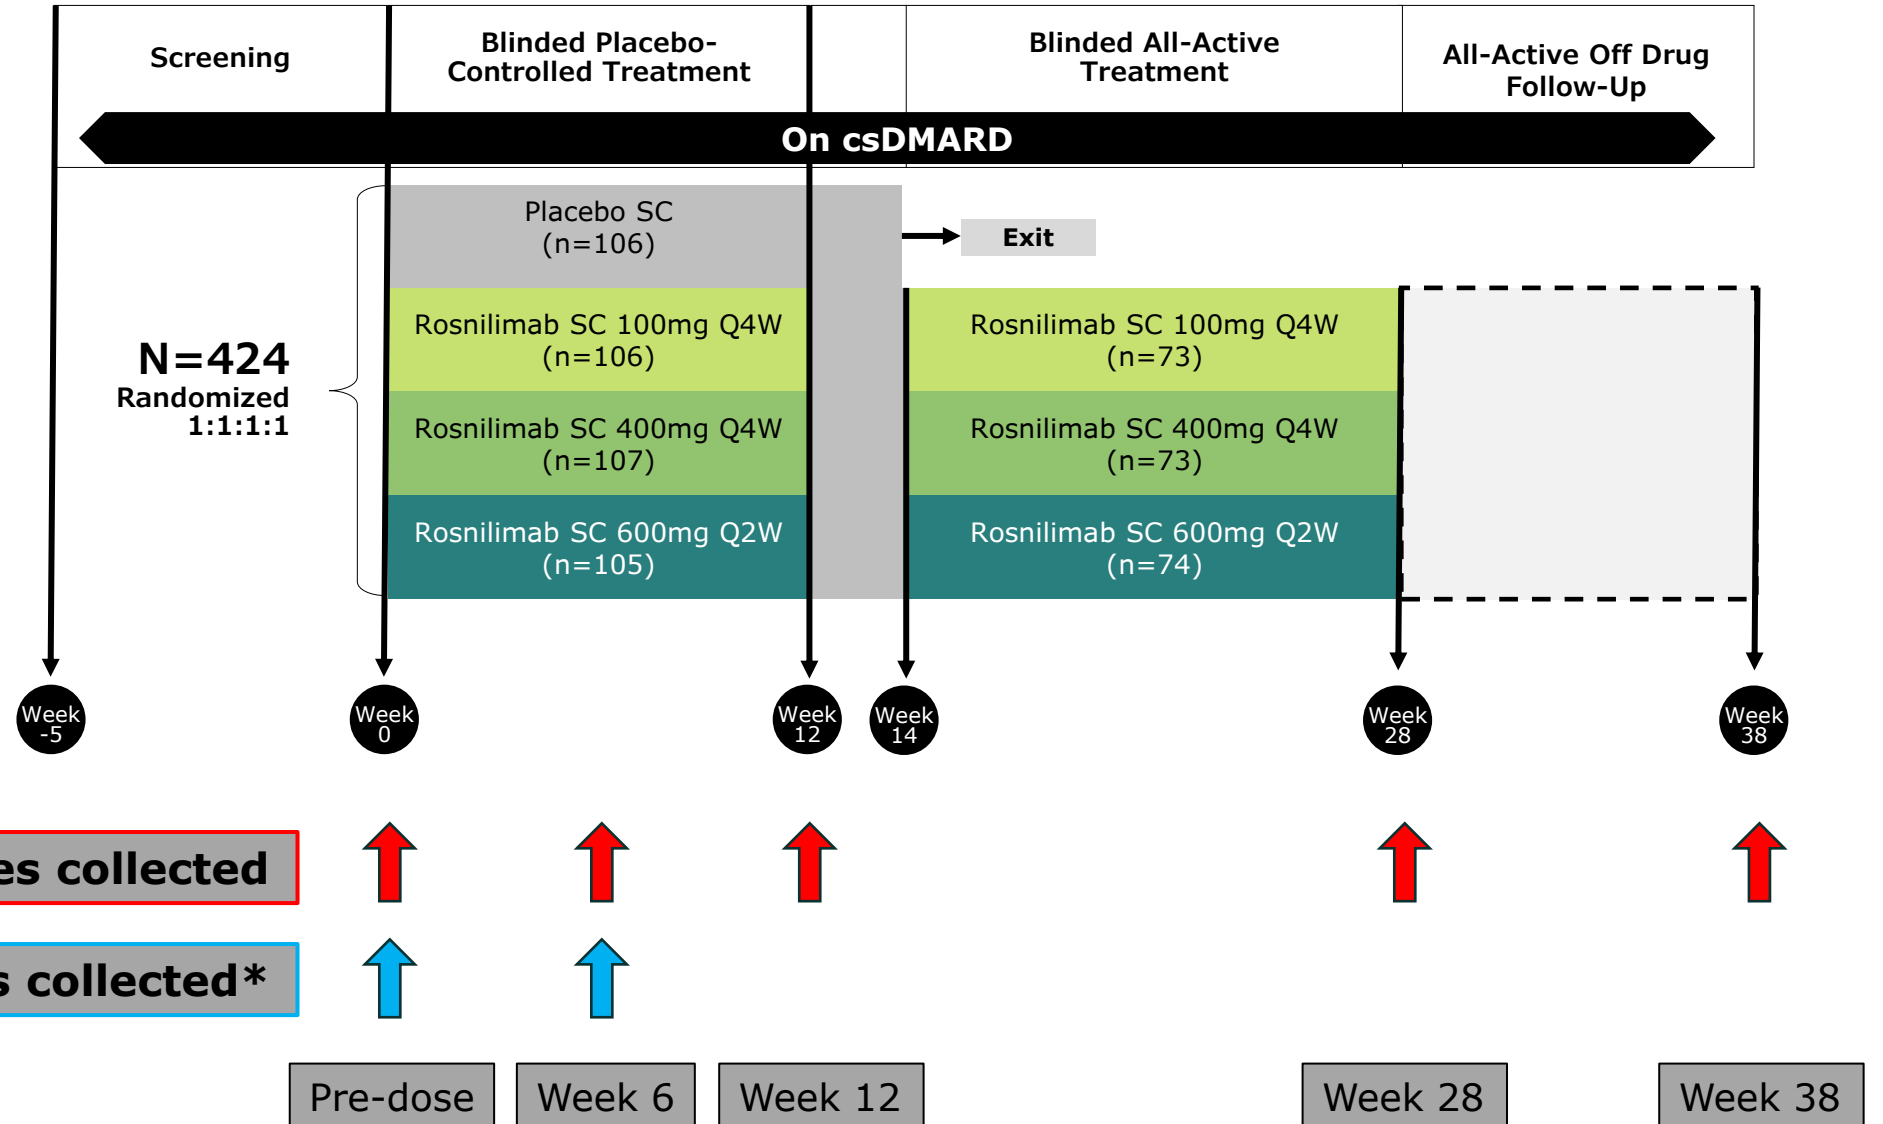 Screening
Blinded Placebo-
Controlled Treatment
Blinded All-Active
Treatment
All-Active Off Drug
Follow-Up
On csDMARD
Placebo SC
(n=106)
Exit
N=424
Randomized
1:1:1:1
Rosnilimab SC 100mg Q4W
(n=106)
Rosnilimab SC 100mg Q4W
(n=73)
Rosnilimab SC 400mg Q4W
(n=107)
Rosnilimab SC 400mg Q4W
(n=73)
Rosnilimab SC 600mg Q2W
(n=105)
Rosnilimab SC 600mg Q2W
(n=74)
Week
-5
Week
0
Week
12
Week
14
Week
28
Week
38
collected
collected*
Pre-dose
Week 6
Week 12
Week 28
Week 38